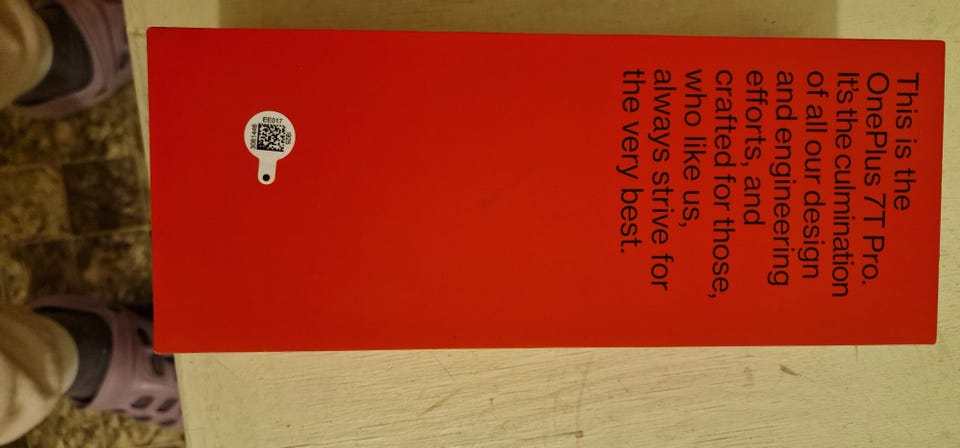 This is the
OnePlus 7T Pro.
It's the culmination
of all our design
and engineering
efforts, and
crafted for those,
who like us,
always strive for
the very best.
EE017
I925